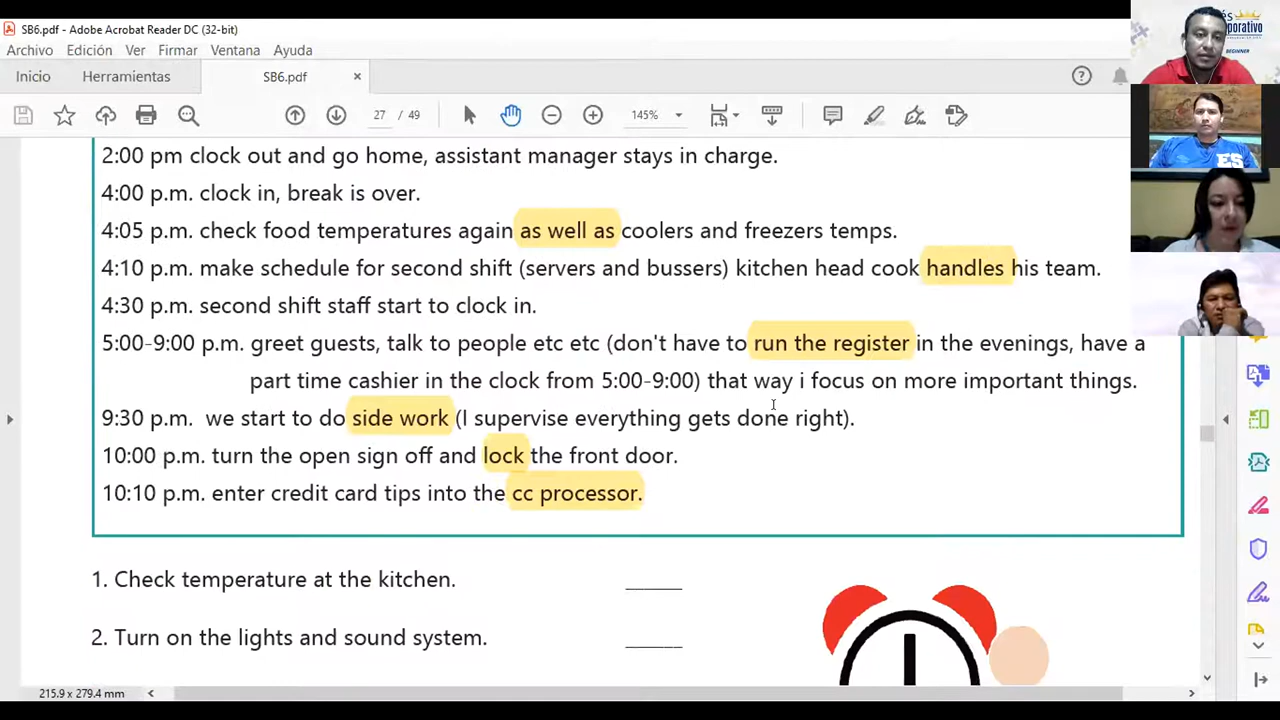 SB6.pdf - Adobe Acrobat Reader DC (32-bit)
Archivo Edición Ver Firmar Ventana Ayuda
Inicio Herramientas SB6.pdf ×
27 / 49 145%
2:00 pm clock out and go home, assistant manager stays in charge.
4:00 p.m. clock in, break is over.
4:05 p.m. check food temperatures again as well as coolers and freezers temps.
4:10 p.m. make schedule for second shift (servers and bussers) kitchen head cook handles his team.
4:30 p.m. second shift staff start to clock in.
5:00-9:00 p.m. greet guests, talk to people etc etc (don't have to run the register in the evenings, have a
part time cashier in the clock from 5:00-9:00) that way i focus on more important things.
9:30 p.m. we start to do side work (I supervise everything gets done right).
10:00 p.m. turn the open sign off and lock the front door.
10:10 p.m. enter credit card tips into the cc processor.
1. Check temperature at the kitchen. ______
2. Turn on the lights and sound system. ______
215.9 x 279.4 mm
BEGINNER
ES